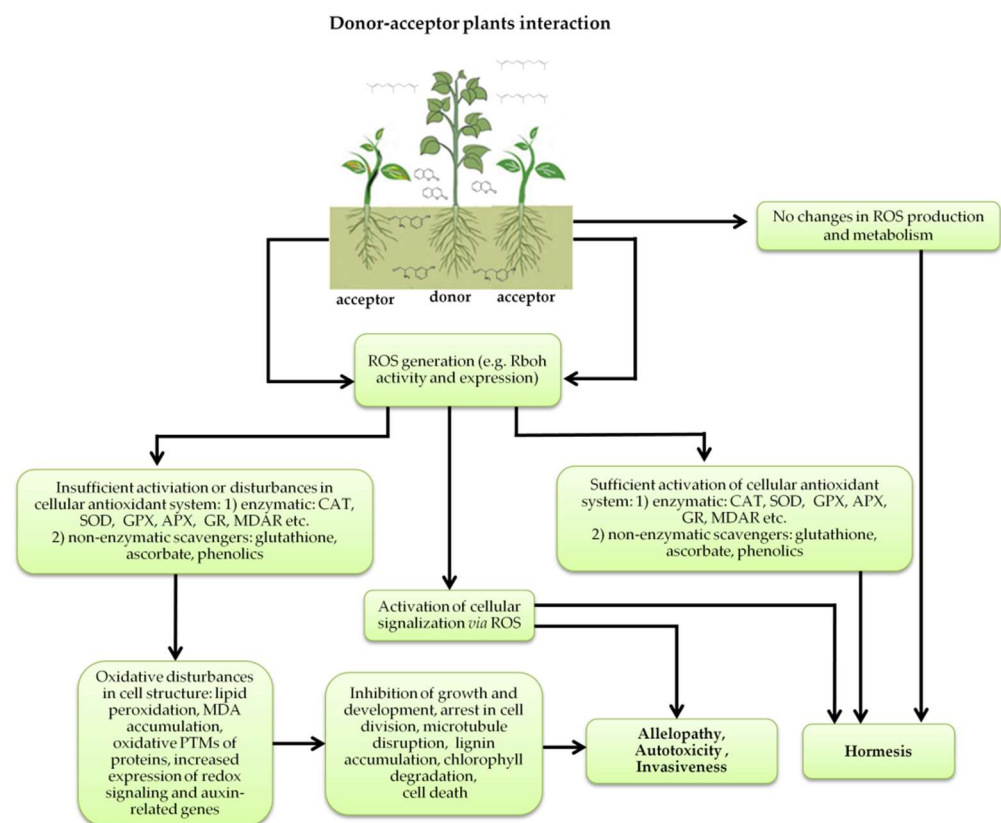 Donor-acceptor plants interaction
No changes in ROS production
and metabolism
acceptor donor acceptor
ROS generation (e.g. Rboh
activity and expression)
Insufficient activiation or disturbances in
cellular antioxidant system: 1) enzymatic: CAT,
SOD, GPX, APX, GR, MDAR etc.
2) non-enzymatic scavengers: glutathione,
ascorbate, phenolics
Sufficient activation of cellular antioxidant
system: 1) enzymatic: CAT, SOD, GPX, APX,
GR, MDAR etc.
2) non-enzymatic scavengers: glutathione,
ascorbate, phenolics
Activation of cellular
signalization via ROS
Oxidative disturbances
in cell structure: lipid
peroxidation, MDA
accumulation,
oxidative PTMs of
proteins, increased
expression of redox
signaling and auxin-
related genes
Inhibition of growth and
development, arrest in cell
division, microtubule
disruption, lignin
accumulation, chlorophyll
degradation,
cell death
Allelopathy,
Autotoxicity ,
Invasiveness
Hormesis